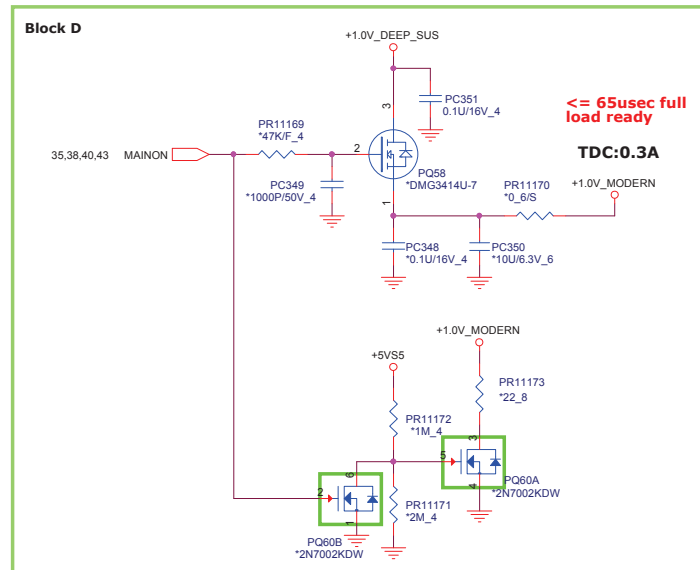 Block D
+1.0V_DEEP_SUS
3
PC351
0.1U/16V_4
<= 65usec full
load ready
PR11169
*47K/F_4
35,38,40,43 MAINON
2
PQ58
*DMG3414U-7
TDC:0.3A
PC349
*1000P/50V_4
1
PR11170
*0_6/S
+1.0V_MODERN
PC348
*0.1U/16V_4
PC350
*10U/6.3V_6
+1.0V_MODERN
+5VS5
PR11173
*22_8
PR11172
*1M_4
3
5
4
PQ60A
*2N7002KDW
6
2
1
PR11171
*2M_4
PQ60B
*2N7002KDW